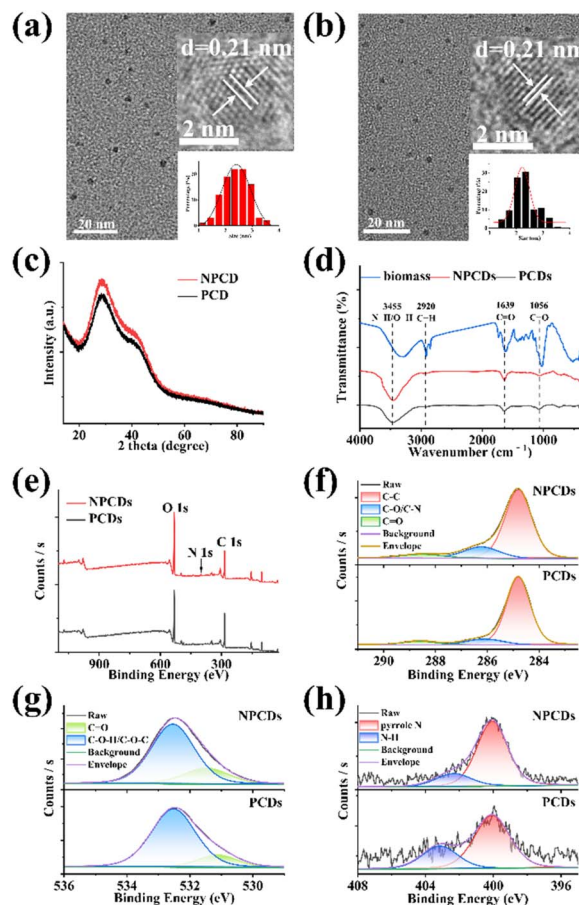 (a)
d=0.21 nm
2 nm
20 nm
(b)
d=0.21 nm
2 nm
20 nm
(c)
NPCD
PCD
Intensity (a.u.)
20 40 60 80
2 theta (degree)
(d)
biomass NPCDs PCDs
3455 2920 1639 1056
C-H C=O C-O
Transmittance (%)
4000 3000 2000 1000
Wavenumber (cm⁻¹)
(e)
NPCDs
PCDs
O 1s
N 1s
C 1s
Counts / s
900 600 300
Binding Energy (eV)
(f)
Raw
C-C
C-O/C-N
C=O
Background
Envelope
NPCDs
PCDs
Counts / s
290 288 286 284
Binding Energy (eV)
(g)
Raw
C=O
C-O-H/C-O-C
Background
Envelope
NPCDs
PCDs
Counts / s
536 534 532 530
Binding Energy (eV)
(h)
Raw
pyrrole N
N-H
Background
Envelope
NPCDs
PCDs
Counts / s
408 404 400 396
Binding Energy (eV)